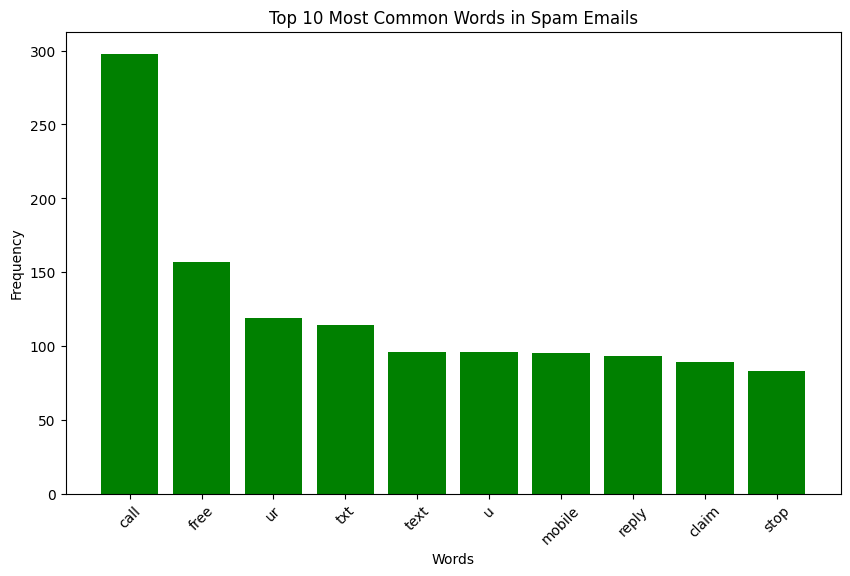 Top 10 Most Common Words in Spam Emails
Frequency
300
250
200
150
100
50
0
call
free
ur
txt
text
u
mobile
reply
claim
stop
Words